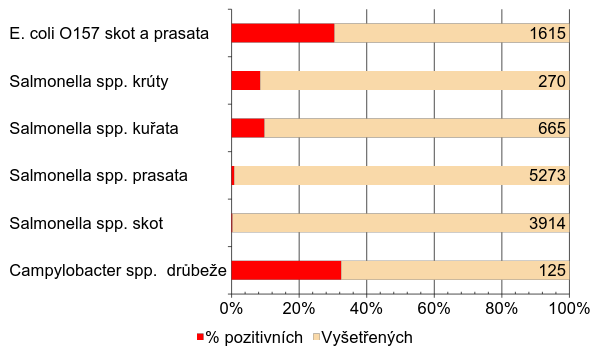 E. coli O157 skot a prasata 1615
Salmonella spp. krúty 270
Salmonella spp. kuřata 665
Salmonella spp. prasata 5273
Salmonella spp. skot 3914
Campylobacter spp. drůbeže 125
0% 20% 40% 60% 80% 100%
% pozitivních Vyšetřených